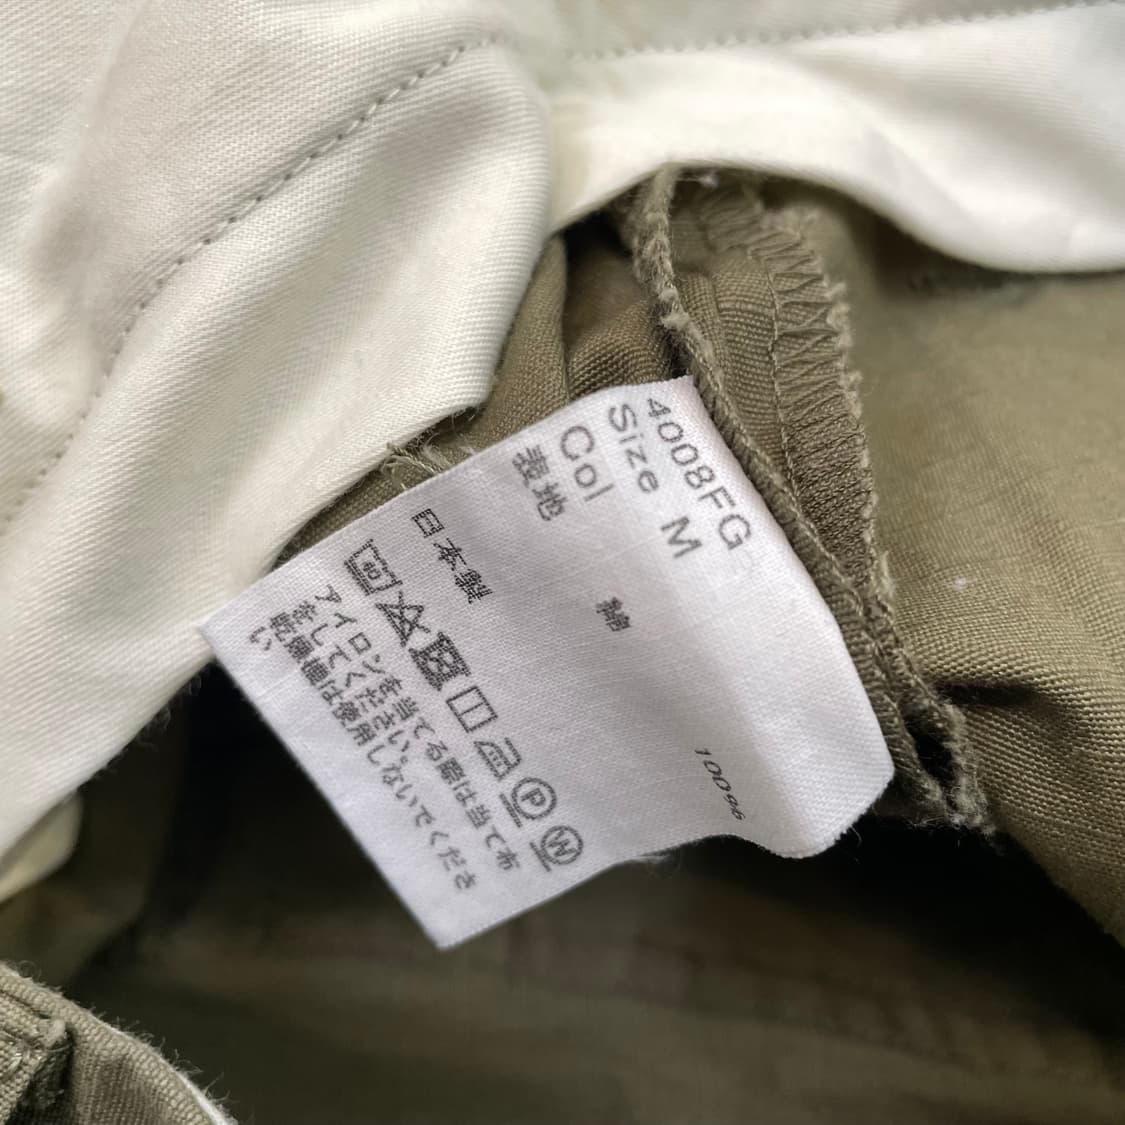 4008FG
Size M
Col
表地 綿 100%
日本製
40
P
W
アイロンを当てる際は当て布
をしてください。
乾燥機は使用しないでくださ
い